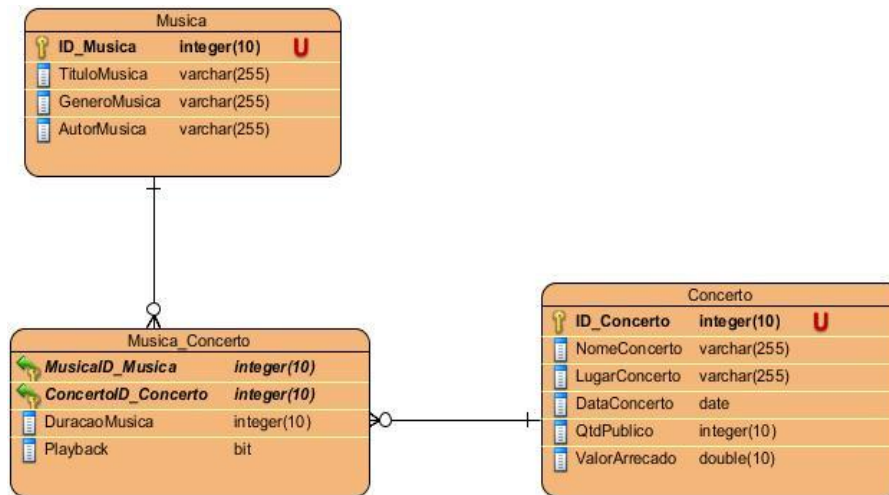 Musica
ID_Musica integer(10) U
TituloMusica varchar(255)
GeneroMusica varchar(255)
AutorMusica varchar(255)
Musica_Concerto
MusicaID_Musica integer(10)
ConcertoID_Concerto integer(10)
DuracaoMusica integer(10)
Playback bit
Concerto
ID_Concerto integer(10) U
NomeConcerto varchar(255)
LugarConcerto varchar(255)
DataConcerto date
QtdPublico integer(10)
ValorArrecado double(10)